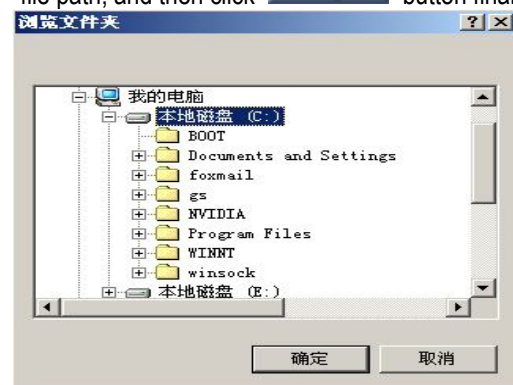 file path, and then click button final
浏览文件夹
我的电脑
本地磁盘 (C:)
BOOT
Documents and Settings
foxmail
gs
NVIDIA
Program Files
WINNT
winsock
本地磁盘 (E:)
确定 取消